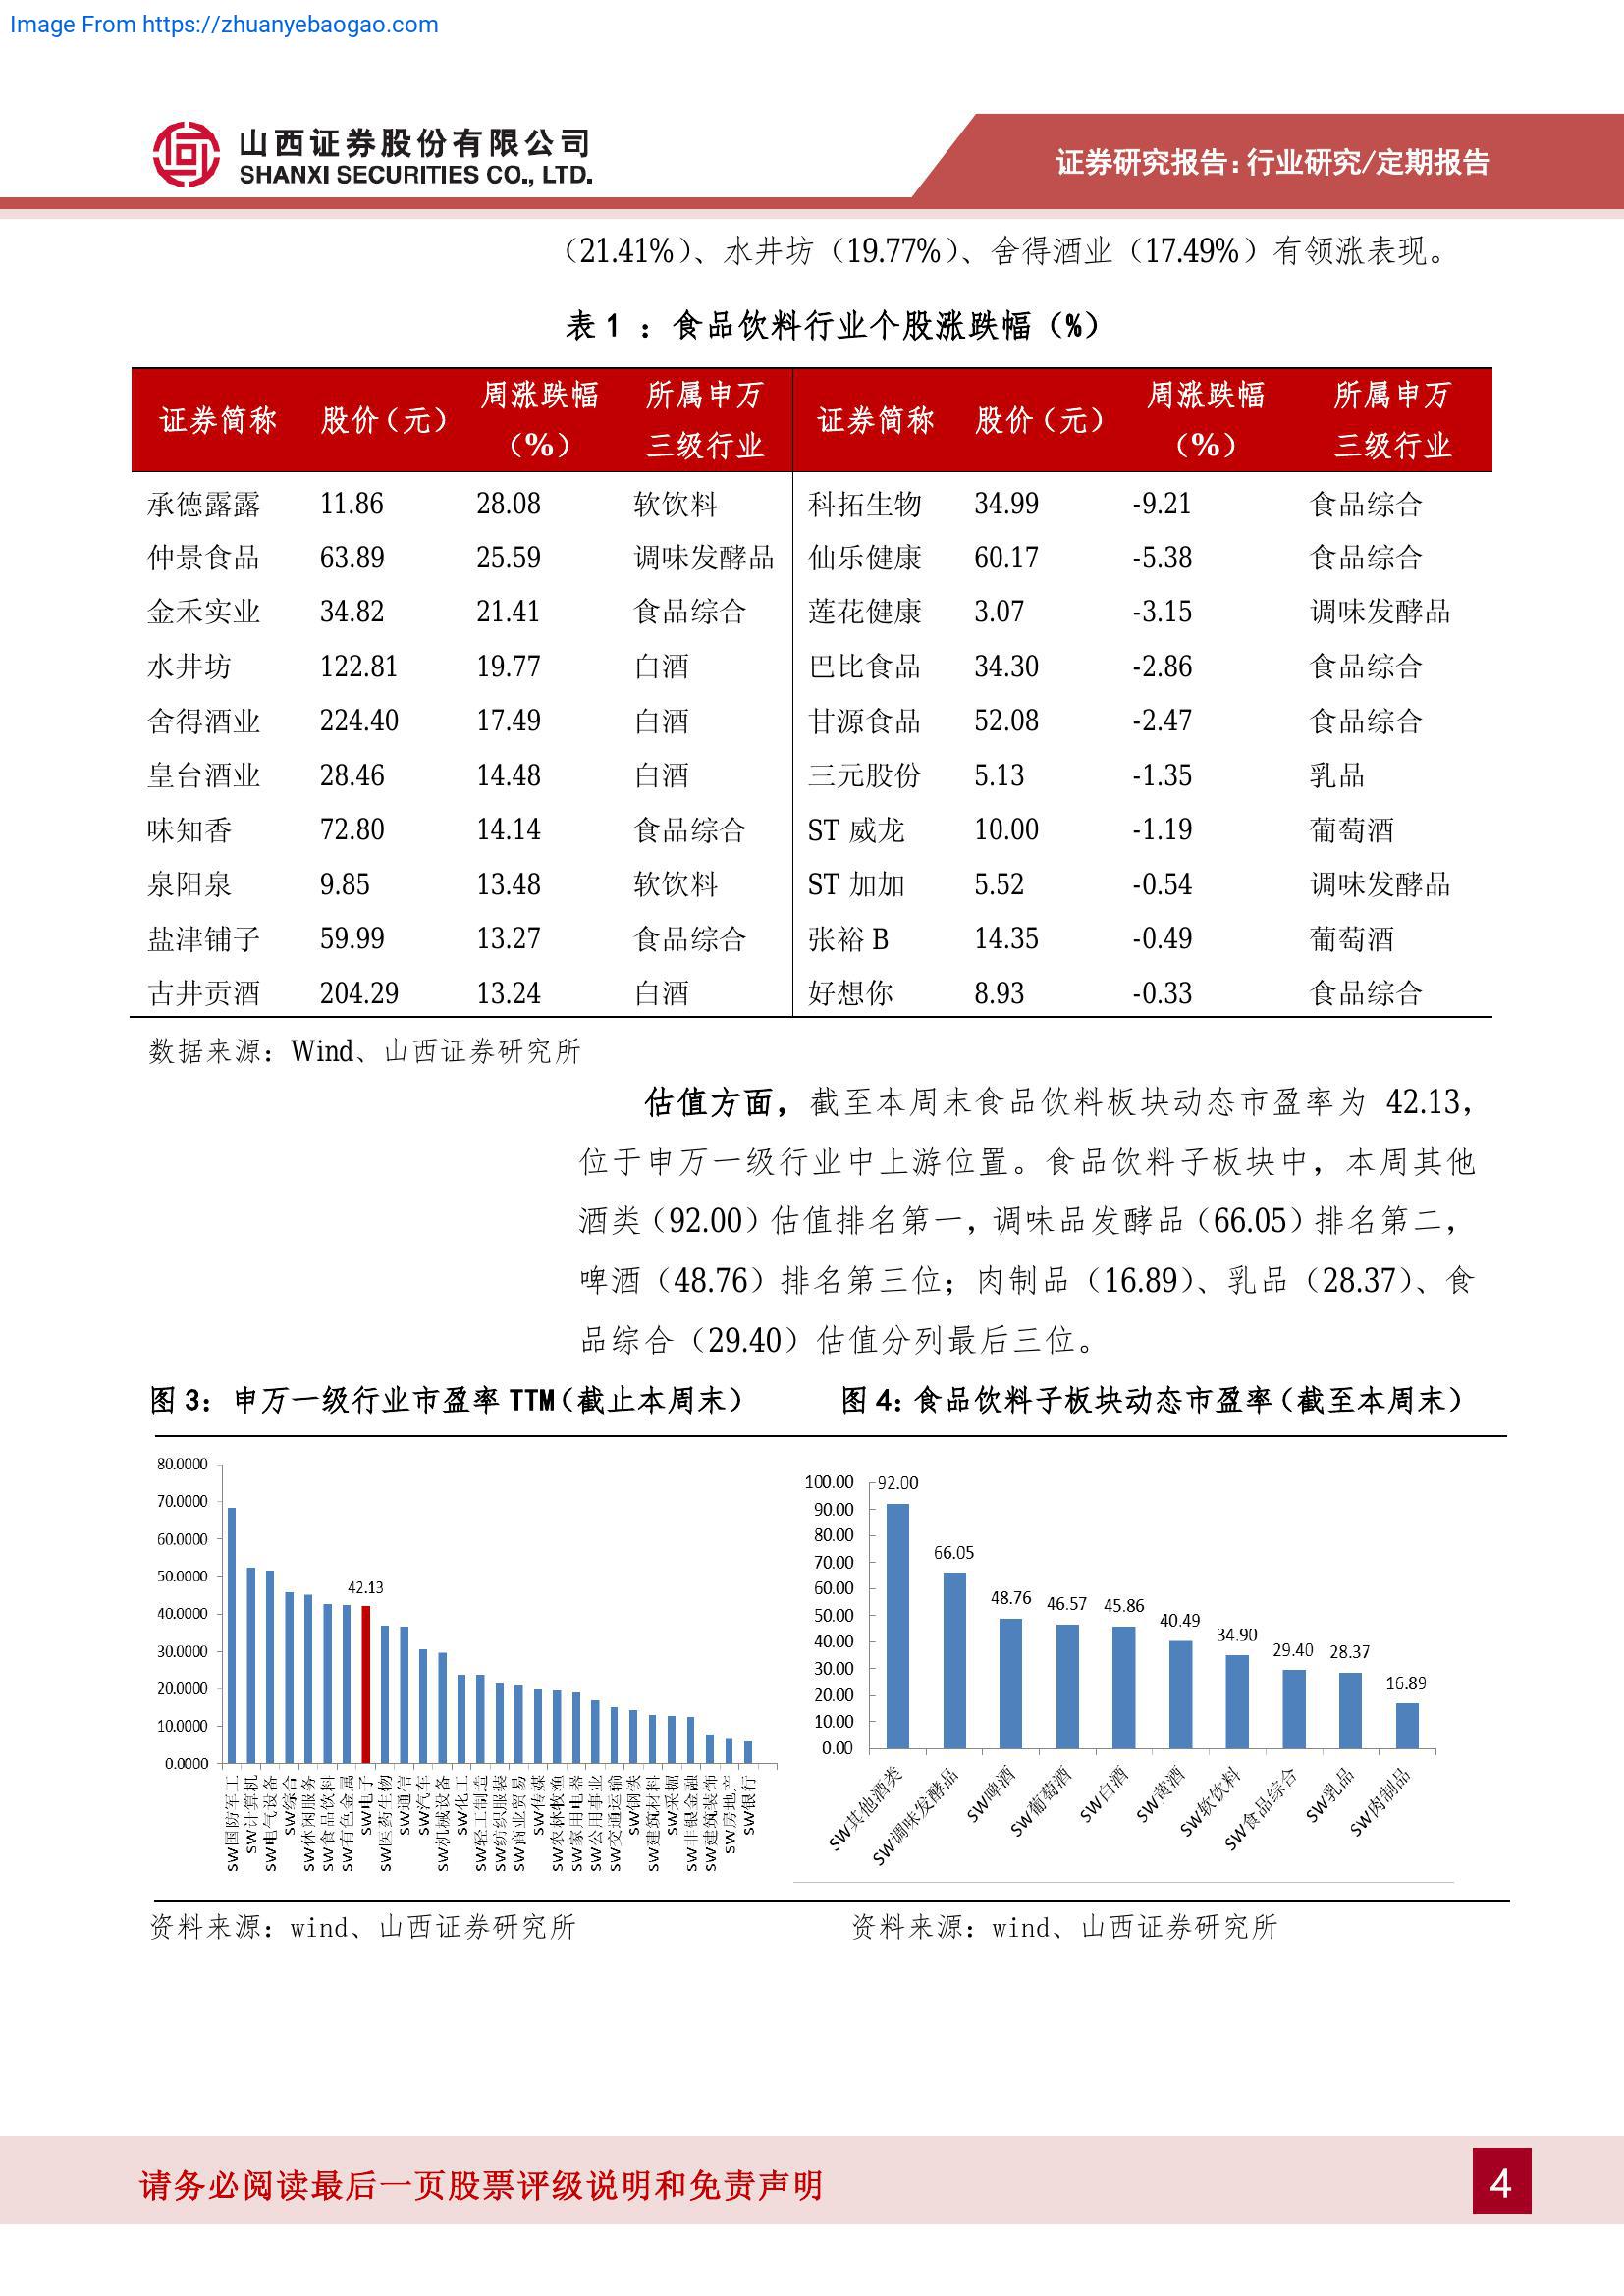 Image From https://zhuanyebaogao.com
山西证券股份有限公司
SHANXI SECURITIES CO., LTD.
证券研究报告:行业研究/定期报告
（21.41%）、水井坊（19.77%）、舍得酒业（17.49%）有领涨表现。
表 1 ：食品饮料行业个股涨跌幅（%）
证券简称 股价（元） 周涨跌幅（%） 所属申万三级行业 证券简称 股价（元） 周涨跌幅（%） 所属申万三级行业
承德露露 11.86 28.08 软饮料 科拓生物 34.99 -9.21 食品综合
仲景食品 63.89 25.59 调味发酵品 仙乐健康 60.17 -5.38 食品综合
金禾实业 34.82 21.41 食品综合 莲花健康 3.07 -3.15 调味发酵品
水井坊 122.81 19.77 白酒 巴比食品 34.30 -2.86 食品综合
舍得酒业 224.40 17.49 白酒 甘源食品 52.08 -2.47 食品综合
皇台酒业 28.46 14.48 白酒 三元股份 5.13 -1.35 乳品
味知香 72.80 14.14 食品综合 ST 威龙 10.00 -1.19 葡萄酒
泉阳泉 9.85 13.48 软饮料 ST 加加 5.52 -0.54 调味发酵品
盐津铺子 59.99 13.27 食品综合 张裕 B 14.35 -0.49 葡萄酒
古井贡酒 204.29 13.24 白酒 好想你 8.93 -0.33 食品综合
数据来源：Wind、山西证券研究所
估值方面，截至本周末食品饮料板块动态市盈率为 42.13，
位于申万一级行业中上游位置。食品饮料子板块中，本周其他
酒类（92.00）估值排名第一，调味品发酵品（66.05）排名第二，
啤酒（48.76）排名第三位；肉制品（16.89）、乳品（28.37）、食
品综合（29.40）估值分列最后三位。
图 3：申万一级行业市盈率 TTM（截止本周末）
80.0000
70.0000
60.0000
50.0000
40.0000
30.0000
20.0000
10.0000
0.0000
42.13
SW国防军工
SW计算机
SW电气设备
SW综合
SW休闲服务
SW食品饮料
SW有色金属
SW电子
SW医药生物
SW通信
SW汽车
SW机械设备
SW化工
SW轻工制造
SW纺织服装
SW商业贸易
SW传媒
SW农林牧渔
SW家用电器
SW公用事业
SW交通运输
SW钢铁
SW建筑材料
SW采掘
SW非银金融
SW建筑装饰
SW房地产
SW银行
图 4：食品饮料子板块动态市盈率（截至本周末）
100.00
90.00
80.00
70.00
60.00
50.00
40.00
30.00
20.00
10.00
0.00
92.00
66.05
48.76
46.57
45.86
40.49
34.90
29.40
28.37
16.89
SW其他酒类
SW调味发酵品
SW啤酒
SW葡萄酒
SW白酒
SW黄酒
SW软饮料
SW食品综合
SW乳品
SW肉制品
资料来源：wind、山西证券研究所
资料来源：wind、山西证券研究所
请务必阅读最后一页股票评级说明和免责声明
4